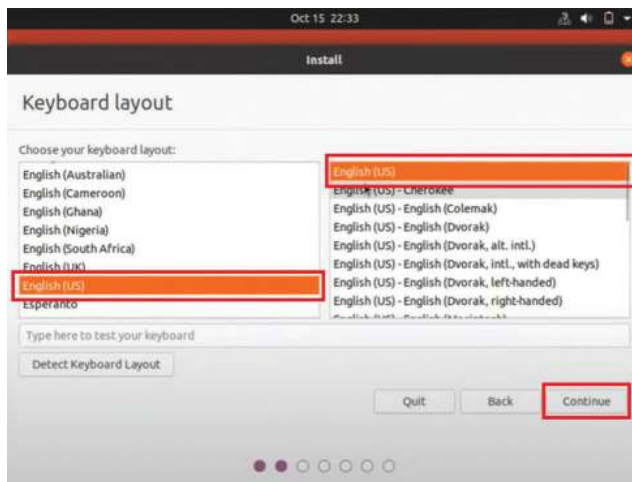 Oct 15 22:33
Install
Keyboard layout
Choose your keyboard layout:
English (Australian)
English (Cameroon)
English (Ghana)
English (Nigeria)
English (South Africa)
English (UK)
English (US)
Esperanto
English (US)
English (US) - Cherokee
English (US) - English (Colemak)
English (US) - English (Dvorak)
English (US) - English (Dvorak, alt. intl.)
English (US) - English (Dvorak, intl., with dead keys)
English (US) - English (Dvorak, left-handed)
English (US) - English (Dvorak, right-handed)
English (US) - English (Macintosh)
Type here to test your keyboard
Detect Keyboard Layout
Quit Back Continue